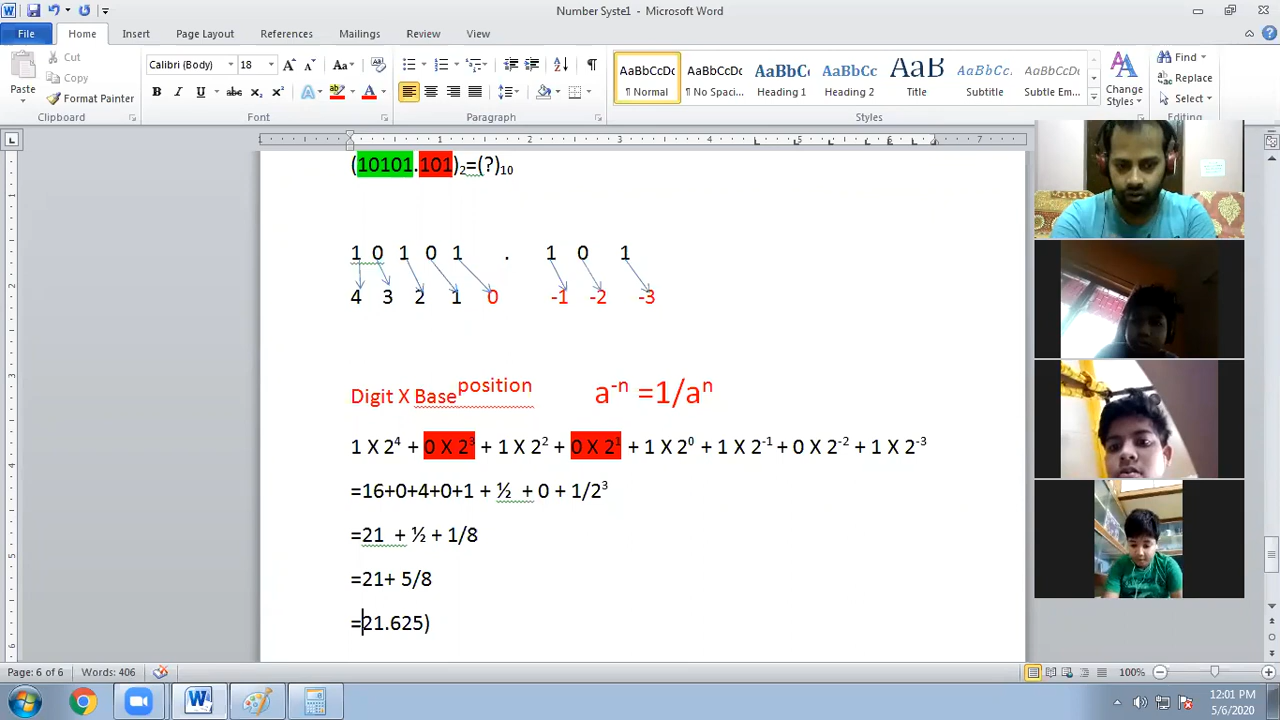 Number Syste1 - Microsoft Word
File Home Insert Page Layout References Mailings Review View
Paste
Cut
Copy
Format Painter
Clipboard
Calibri (Body) 18
Font
Paragraph
AaBbCcDc AaBbCcDc AaBbCc AaBbCc AaB AaBbCcL AaBbCcDc
¶ Normal ¶ No Spaci... Heading 1 Heading 2 Title Subtitle Subtle Em...
Change Styles
Styles
Find
Replace
Select
Editing
(10101.101)₂=(?)₁₀
1 0 1 0 1 . 1 0 1
4 3 2 1 0 -1 -2 -3
Digit X Base^position a⁻ⁿ =1/aⁿ
1 X 2⁴ + 0 X 2³ + 1 X 2² + 0 X 2¹ + 1 X 2⁰ + 1 X 2⁻¹ + 0 X 2⁻² + 1 X 2⁻³
=16+0+4+0+1 + ½ + 0 + 1/2³
=21 + ½ + 1/8
=21+ 5/8
=21.625)
Page: 6 of 6 Words: 406 100%
12:01 PM
5/6/2020